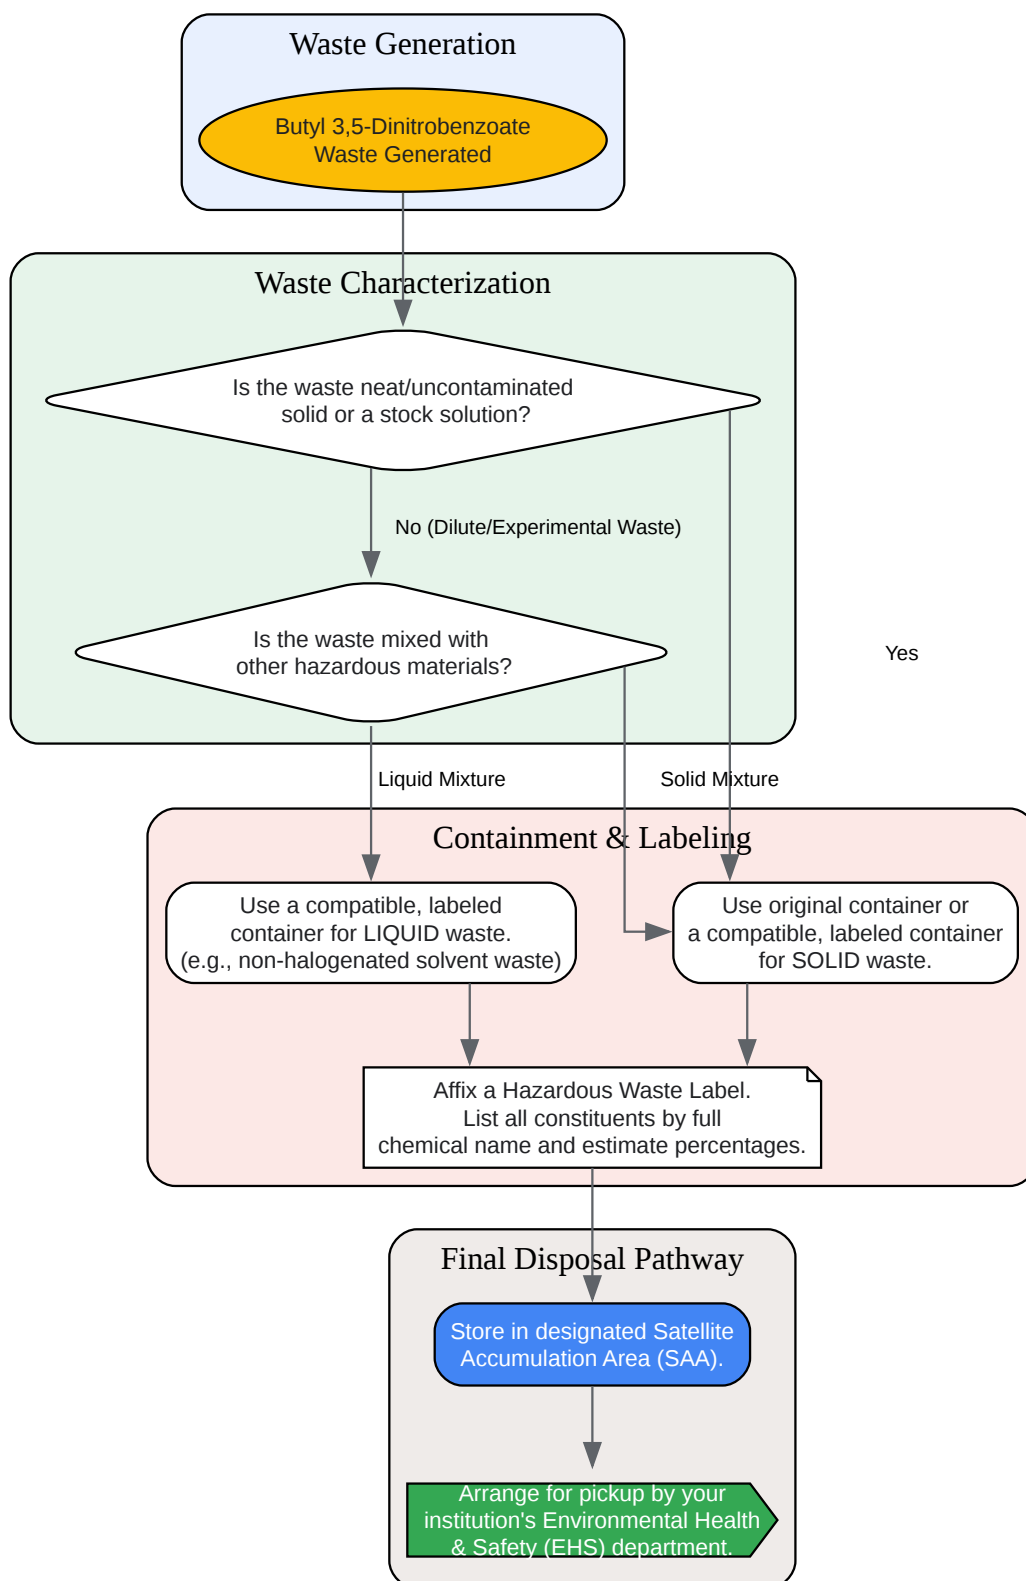 Waste Generation
Butyl 3,5-Dinitrobenzoate
Waste Generated
Waste Characterization
Is the waste neat/uncontaminated
solid or a stock solution?
No (Dilute/Experimental Waste)
Is the waste mixed with
other hazardous materials?
Yes
Liquid Mixture
Solid Mixture
Containment & Labeling
Use a compatible, labeled
container for LIQUID waste.
(e.g., non-halogenated solvent waste)
Use original container or
a compatible, labeled container
for SOLID waste.
Affix a Hazardous Waste Label.
List all constituents by full
chemical name and estimate percentages.
Final Disposal Pathway
Store in designated Satellite
Accumulation Area (SAA).
Arrange for pickup by your
institution's Environmental Health
& Safety (EHS) department.